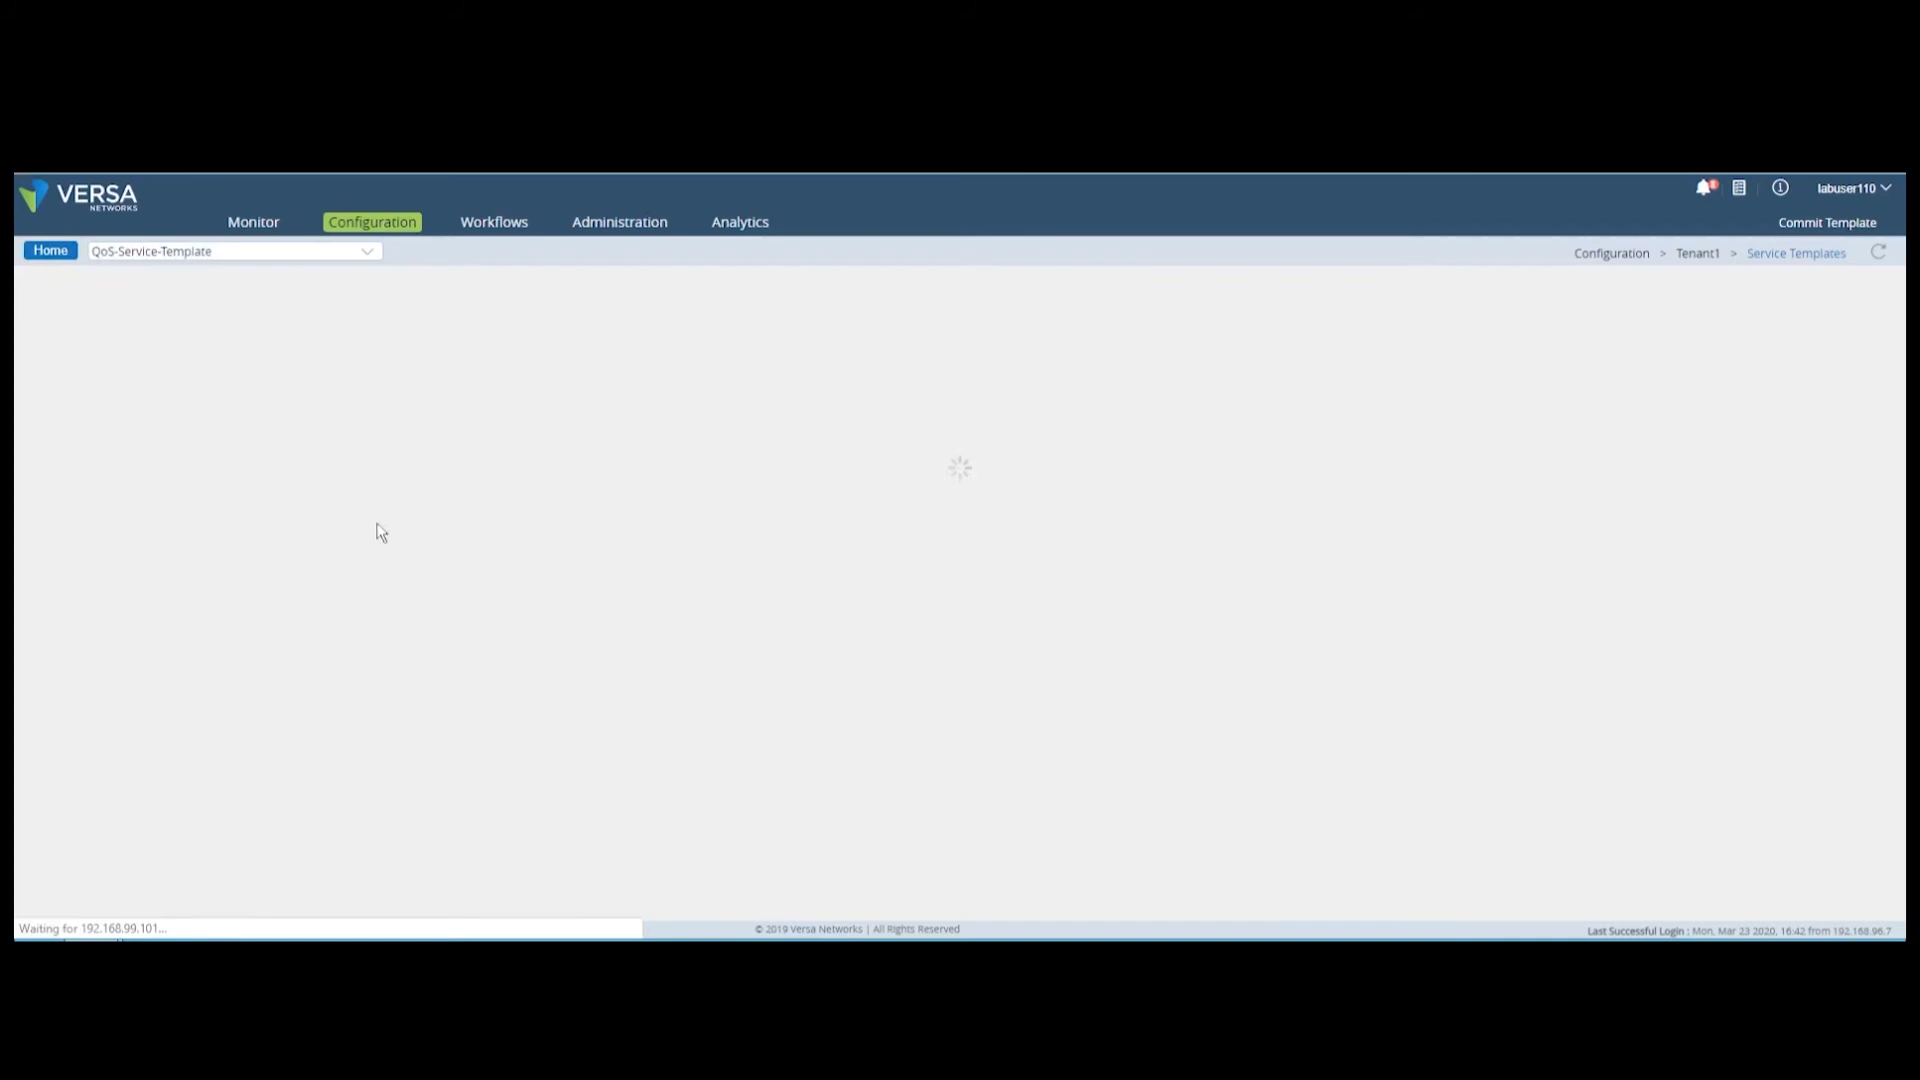 VERSA
NETWORKS
labuser110
Monitor Configuration Workflows Administration Analytics
Commit Template
Home QoS-Service-Template
Configuration > Tenant1 > Service Templates
Waiting for 192.168.99.101...
© 2019 Versa Networks | All Rights Reserved
Last Successful Login : Mon, Mar 23 2020, 16:42 from 192.168.96.7